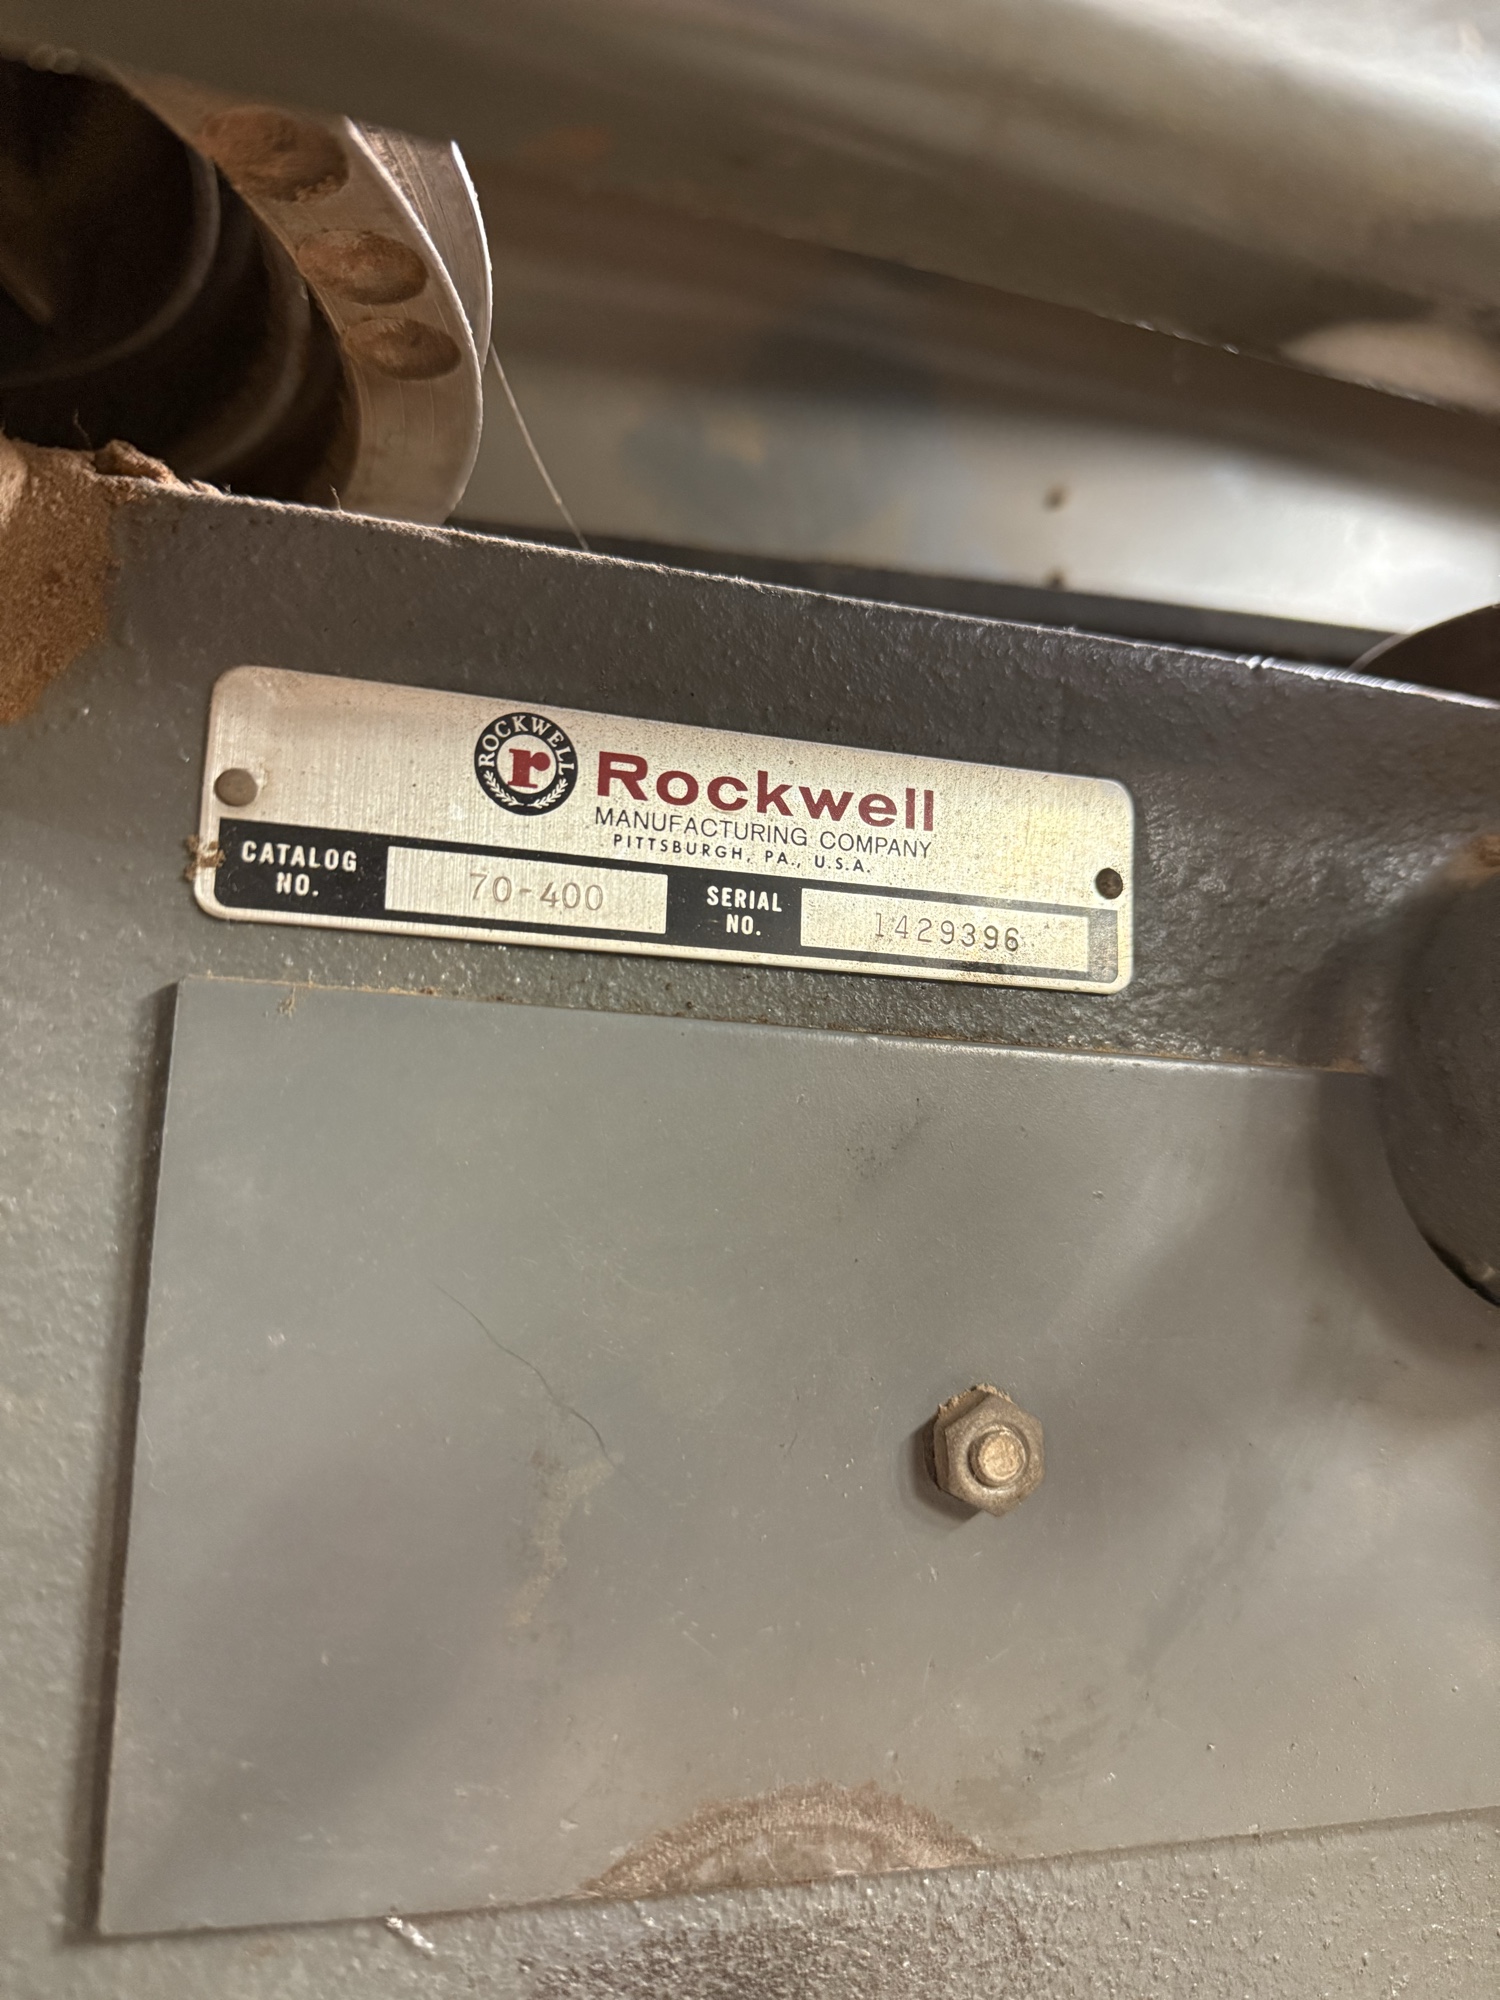 ROCKWELL
r
Rockwell
MANUFACTURING COMPANY
PITTSBURGH, PA., U.S.A.
CATALOG NO.
70-400
SERIAL NO.
1429396